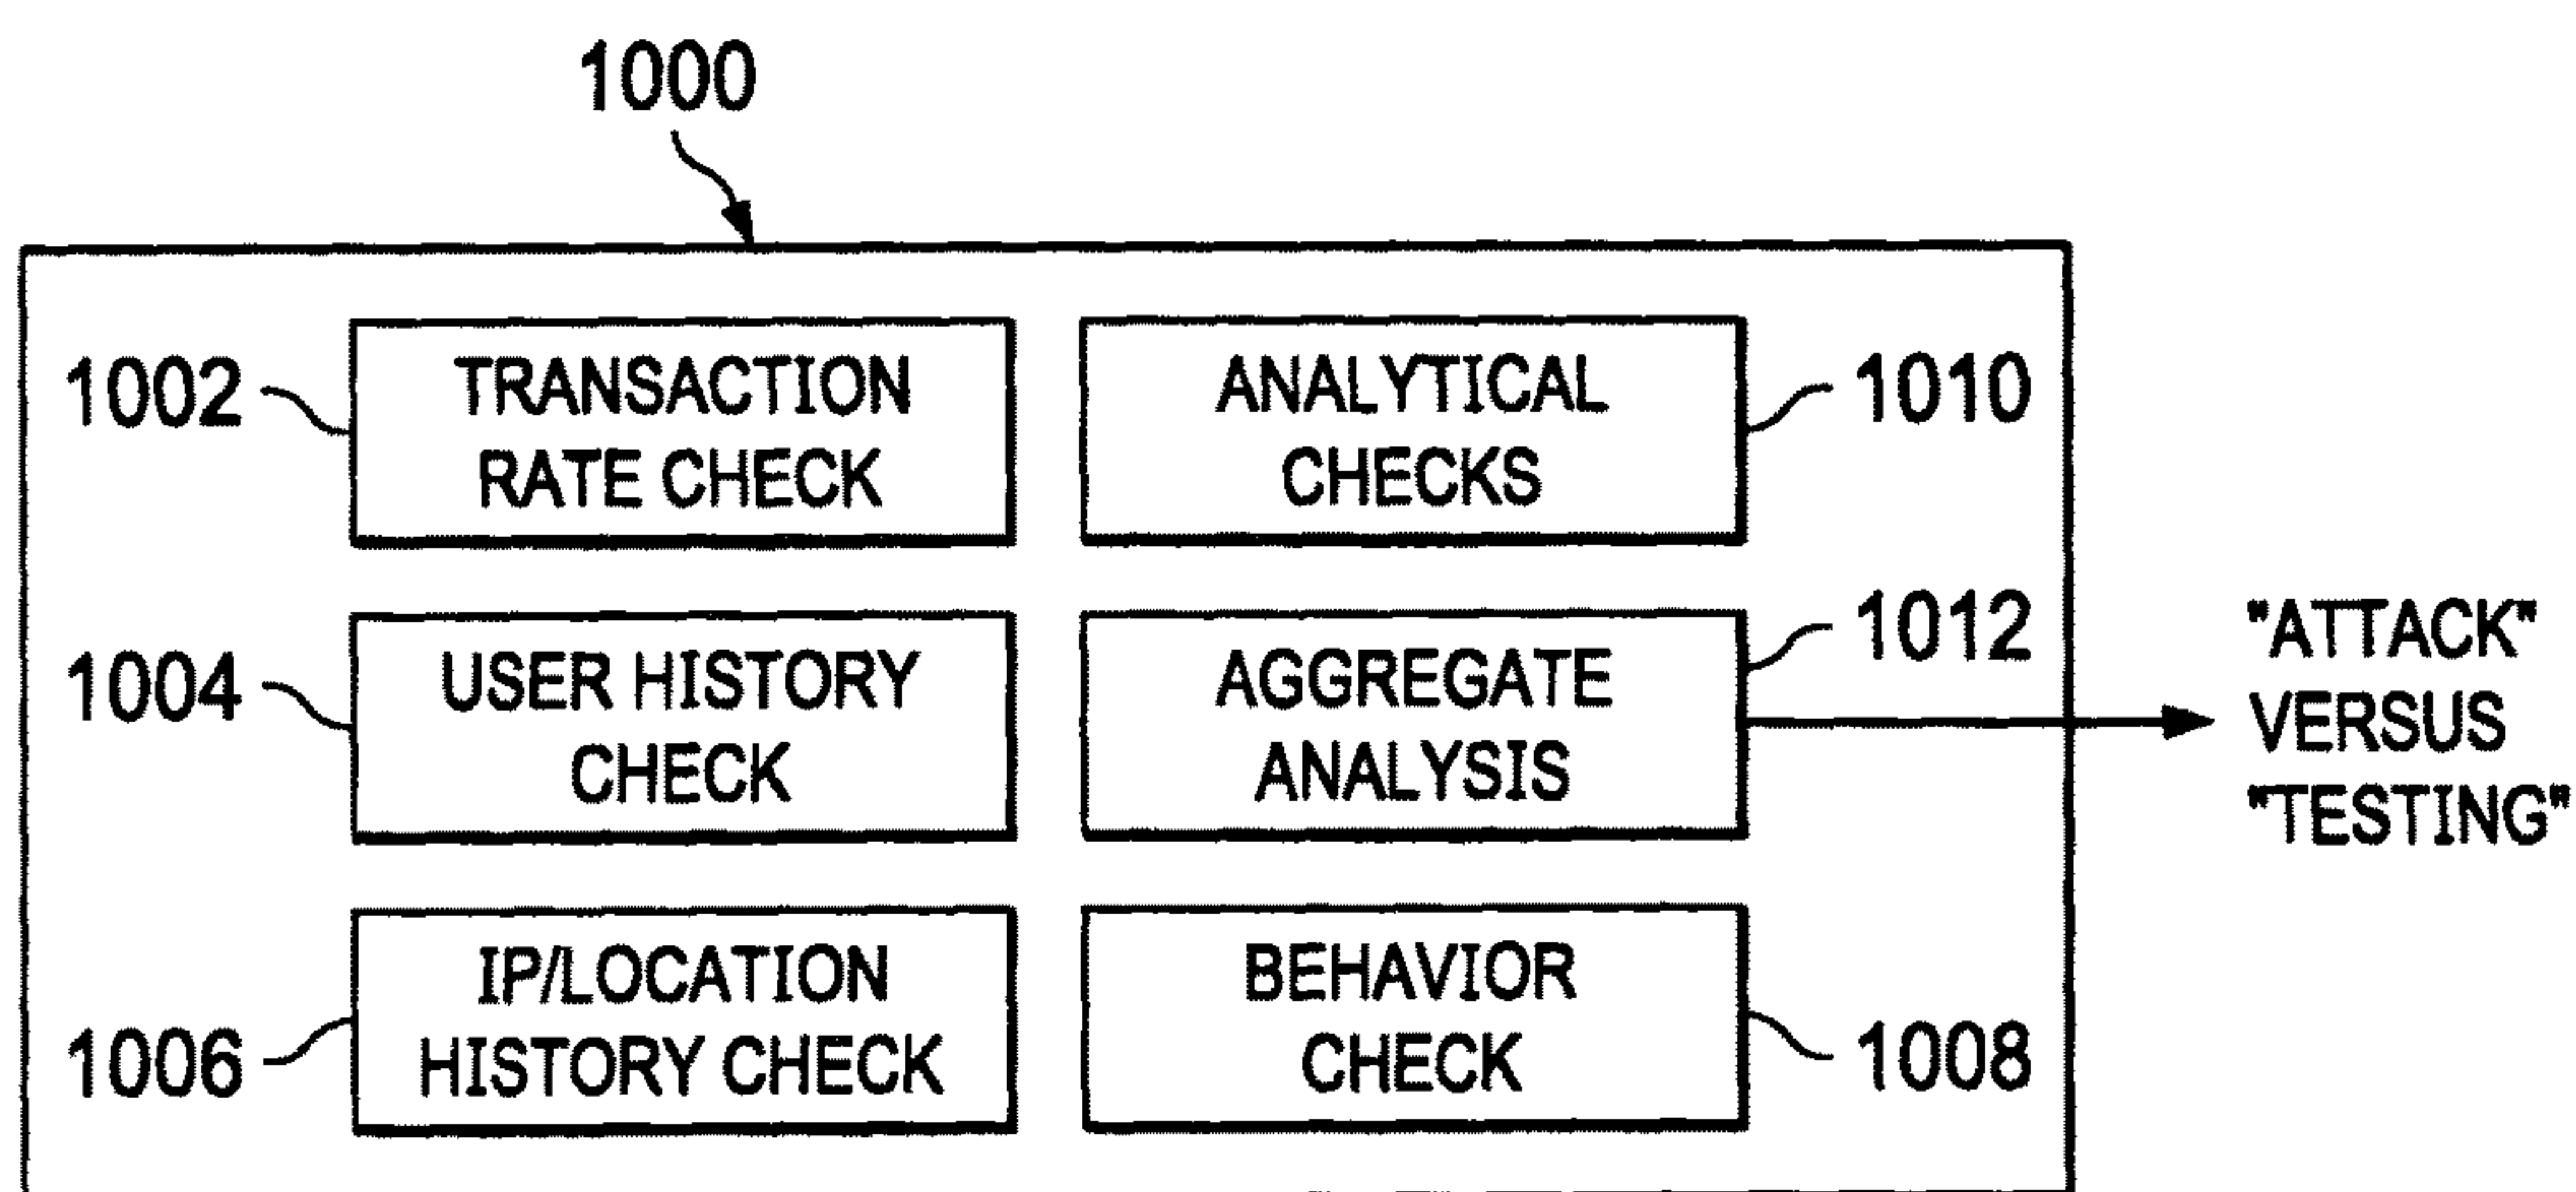 1000
1002
TRANSACTION
RATE CHECK
ANALYTICAL
CHECKS
1010
1004
USER HISTORY
CHECK
AGGREGATE
ANALYSIS
1012
"ATTACK"
VERSUS
"TESTING"
1006
IP/LOCATION
HISTORY CHECK
BEHAVIOR
CHECK
1008